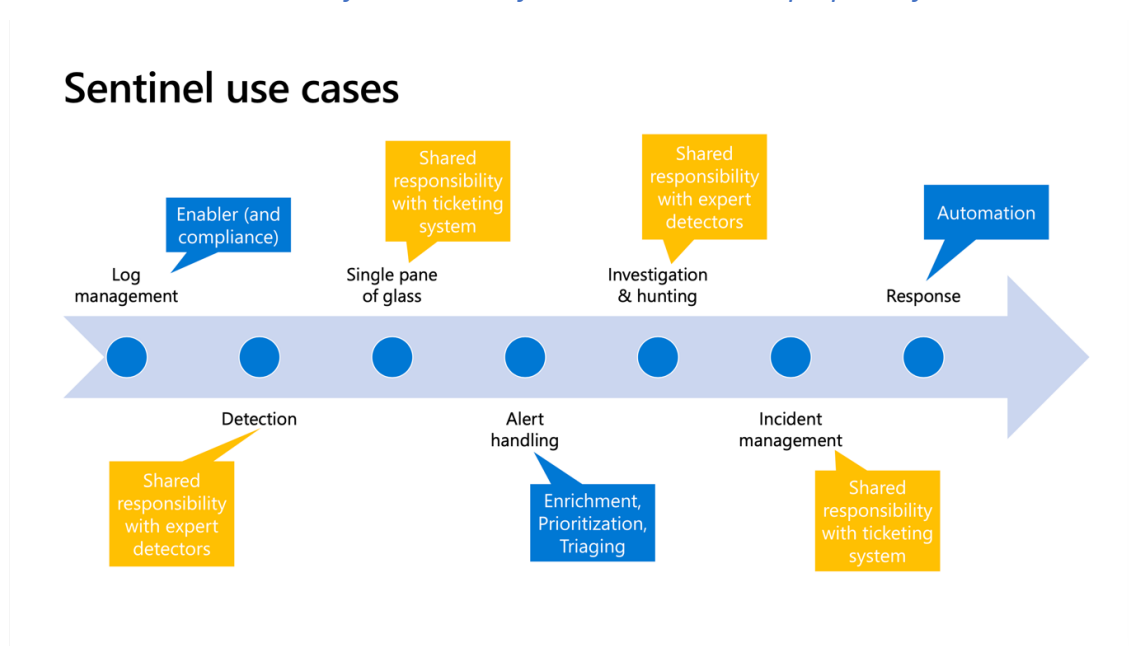 Sentinel use cases
Shared
responsibility
with ticketing
system
Shared
responsibility
with expert
detectors
Enabler (and
compliance)
Automation
Log
management
Single pane
of glass
Investigation
& hunting
Response
Detection
Alert
handling
Incident
management
Shared
responsibility
with expert
detectors
Enrichment,
Prioritization,
Triaging
Shared
responsibility
with ticketing
system